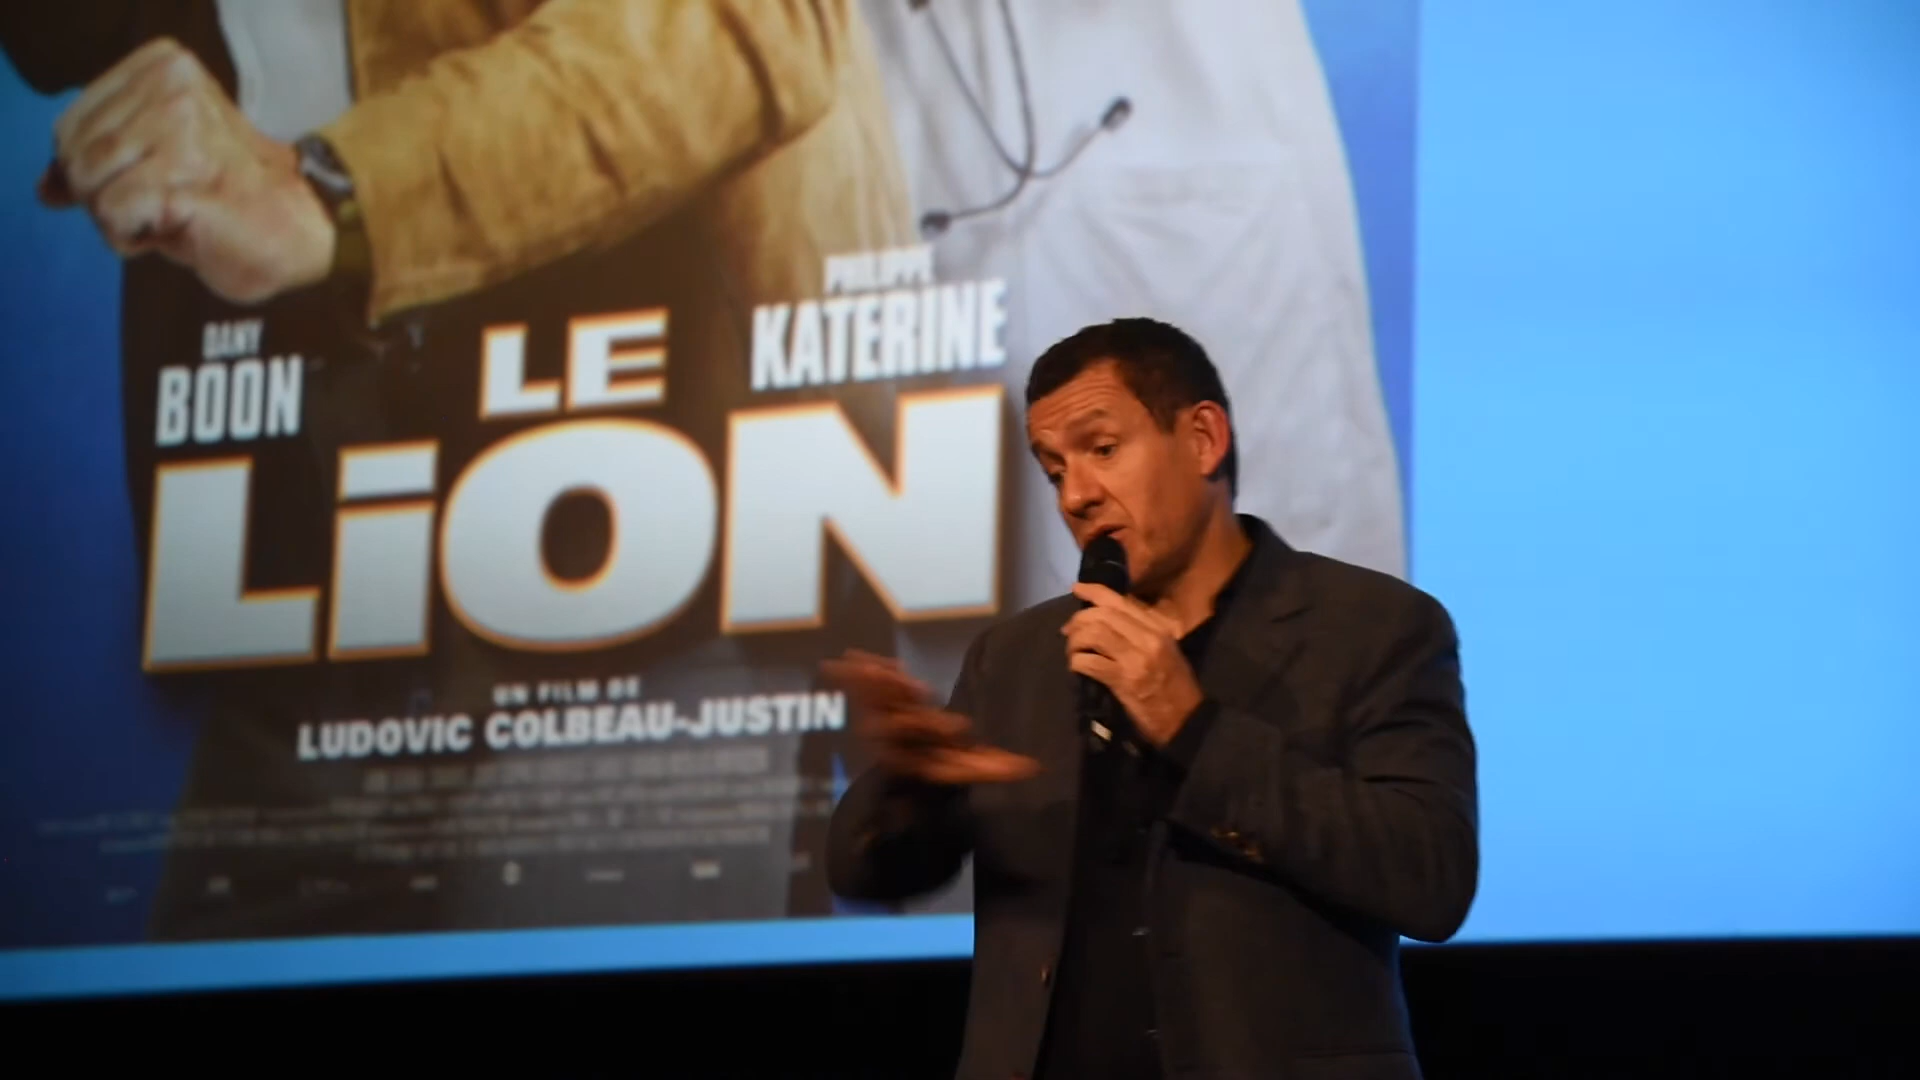 DANY
BOON
LE
PHILIPPE
KATERINE
LiON
UN FILM DE
LUDOVIC COLBEAU-JUSTIN